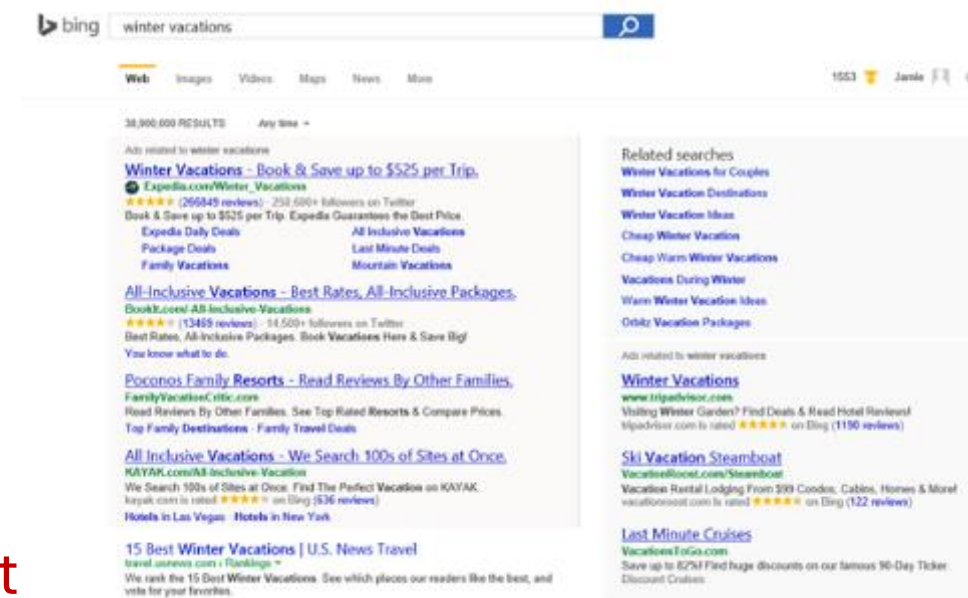 bing
winter vacations
Web Images Videos Maps News More
1553 Jamie
38,900,000 RESULTS Any time
Ads related to winter vacations
Winter Vacations - Book & Save up to $525 per Trip.
Expedia.com/Winter_Vacations
(266849 reviews) - 250,600+ followers on Twitter
Book & Save up to $525 per Trip. Expedia Guarantees the Best Price.
Expedia Daily Deals All Inclusive Vacations
Package Deals Last Minute Deals
Family Vacations Mountain Vacations
All-Inclusive Vacations - Best Rates, All-Inclusive Packages.
BookIt.com/All-Inclusive-Vacations
(13469 reviews) - 14,500+ followers on Twitter
Best Rates, All-Inclusive Packages. Book Vacations Here & Save Big!
You know what to do.
Poconos Family Resorts - Read Reviews By Other Families.
FamilyVacationCritic.com
Read Reviews By Other Families. See Top Rated Resorts & Compare Prices.
Top Family Destinations - Family Travel Deals
All Inclusive Vacations - We Search 100s of Sites at Once.
KAYAK.com/All-Inclusive-Vacation
We Search 100s of Sites at Once. Find The Perfect Vacation on KAYAK.
kayak.com is rated on Bing (636 reviews)
Hotels in Las Vegas Hotels in New York
15 Best Winter Vacations | U.S. News Travel
travel.usnews.com › Rankings
We rank the 15 Best Winter Vacations. See which places our readers like the best, and
vote for your favorites.
Related searches
Winter Vacations for Couples
Winter Vacation Destinations
Winter Vacation Ideas
Cheap Winter Vacation
Cheap Warm Winter Vacations
Vacations During Winter
Warm Winter Vacation Ideas
Orbitz Vacation Packages
Ads related to winter vacations
Winter Vacations
www.tripadvisor.com
Visiting Winter Garden? Find Deals & Read Hotel Reviews!
tripadvisor.com is rated on Bing (1190 reviews)
Ski Vacation Steamboat
VacationRoost.com/Steamboat
Vacation Rental Lodging From $99 Condos, Cabins, Homes & More!
vacationroost.com is rated on Bing (122 reviews)
Last Minute Cruises
VacationsToGo.com
Save up to 82%! Find huge discounts on our famous 90-Day Ticker.
Discount Cruises
t